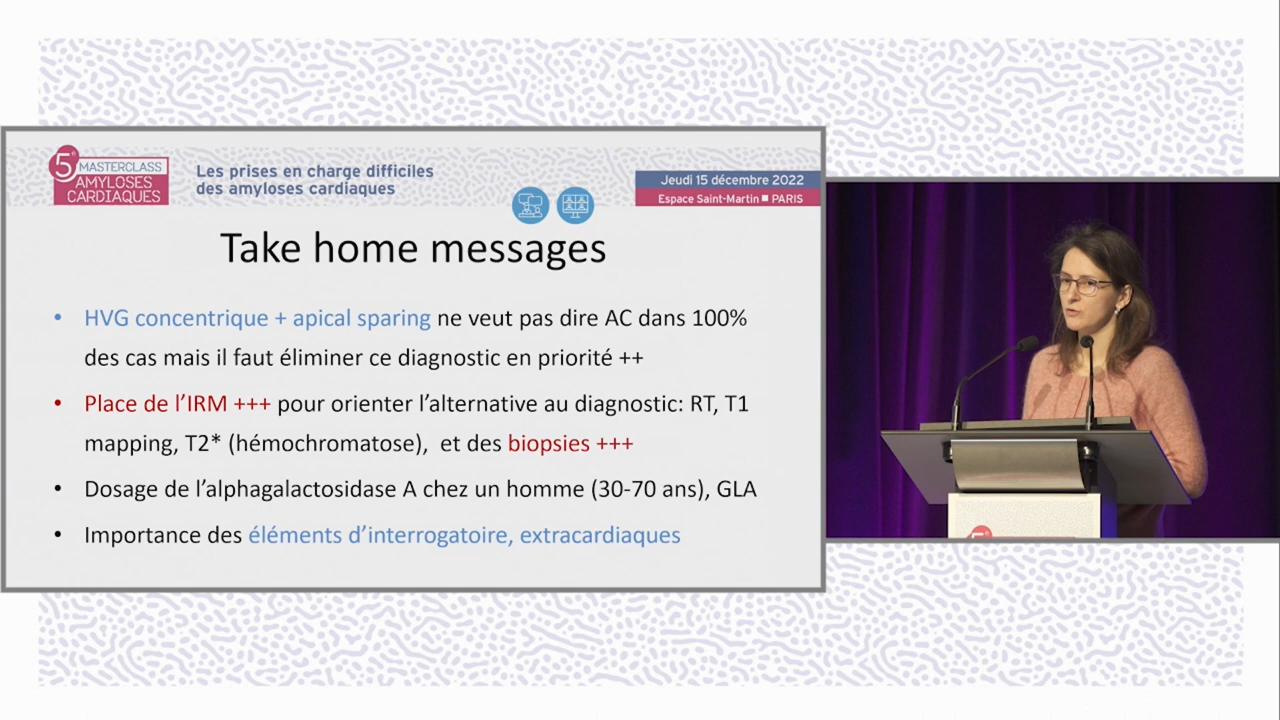 5e MASTERCLASS
AMYLOSES
CARDIAQUES
Les prises en charge difficiles
des amyloses cardiaques
Jeudi 15 décembre 2022
Espace Saint-Martin ■ PARIS
Take home messages
• HVG concentrique + apical sparing ne veut pas dire AC dans 100%
des cas mais il faut éliminer ce diagnostic en priorité ++
• Place de l’IRM +++ pour orienter l’alternative au diagnostic: RT, T1
mapping, T2* (hémochromatose), et des biopsies +++
• Dosage de l’alphagalactosidase A chez un homme (30-70 ans), GLA
• Importance des éléments d’interrogatoire, extracardiaques